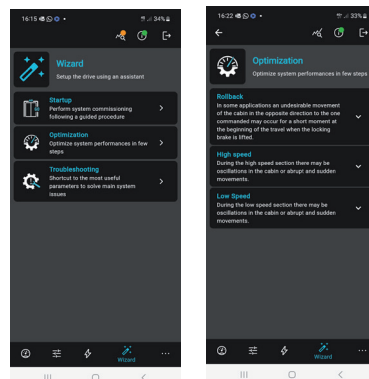 16:15
34%
Wizard
Setup the drive using an assistant
Startup
Perform system commissioning
following a guided procedure
Optimization
Optimize system performances in few
steps
Troubleshooting
Shortcut to the most useful
parameters to solve main system
issues
Wizard
16:22
33%
Optimization
Optimize system performances in few steps
Rollback
In some applications an undesirable movement
of the cabin in the opposite direction to the one
commanded may occur for a short moment at
the beginning of the travel when the locking
brake is lifted.
High speed
During the high speed section there may be
oscillations in the cabin or abrupt and sudden
movements.
Low Speed
During the low speed section there may be
oscillations in the cabin or abrupt and sudden
movements.
Wizard